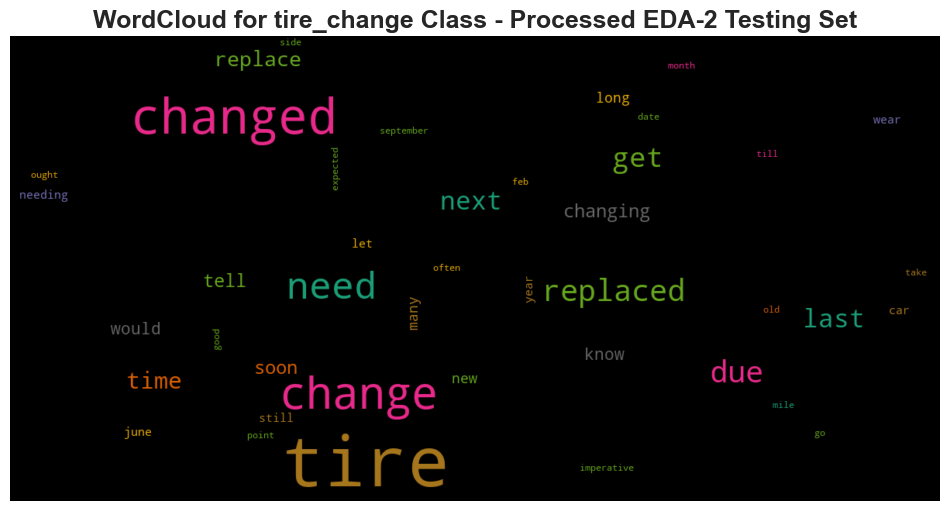 WordCloud for tire_change Class - Processed EDA-2 Testing Set
side
replace
month
long
changed
date
wear
september
get
till
expected
ought
feb
needing
next
changing
let
often
tell
need
take
year
replaced
many
old
car
last
would
good
know
soon
due
time
new
change
mile
still
june
point
go
tire
imperative